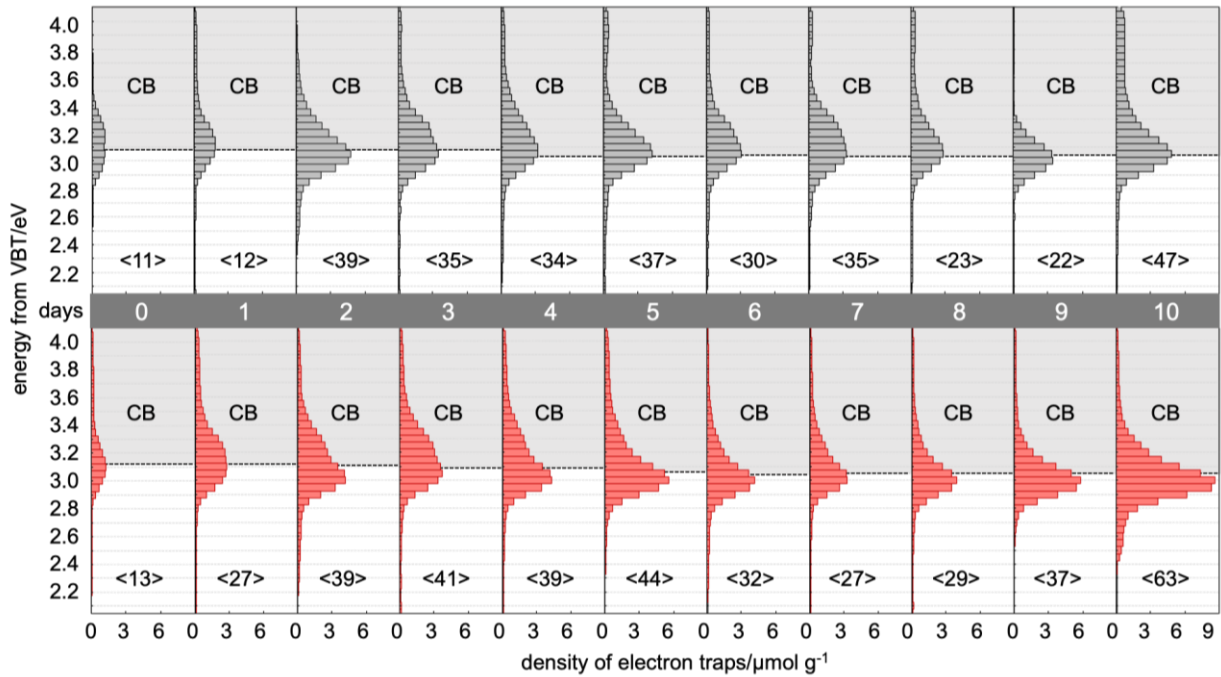 4.0
3.8
3.6
3.4
3.2
3.0
2.8
2.6
2.4
2.2
CB CB CB CB CB CB CB CB CB CB CB
<11> <12> <39> <35> <34> <37> <30> <35> <23> <22> <47>
energy from VBT/eV
days 0 1 2 3 4 5 6 7 8 9 10
4.0
3.8
3.6
3.4
3.2
3.0
2.8
2.6
2.4
2.2
CB CB CB CB CB CB CB CB CB CB CB
<13> <27> <39> <41> <39> <44> <32> <27> <29> <37> <63>
0 3 6 0 3 6 0 3 6 0 3 6 0 3 6 0 3 6 0 3 6 0 3 6 0 3 6 0 3 6 0 3 6 9
density of electron traps/μmol g⁻¹